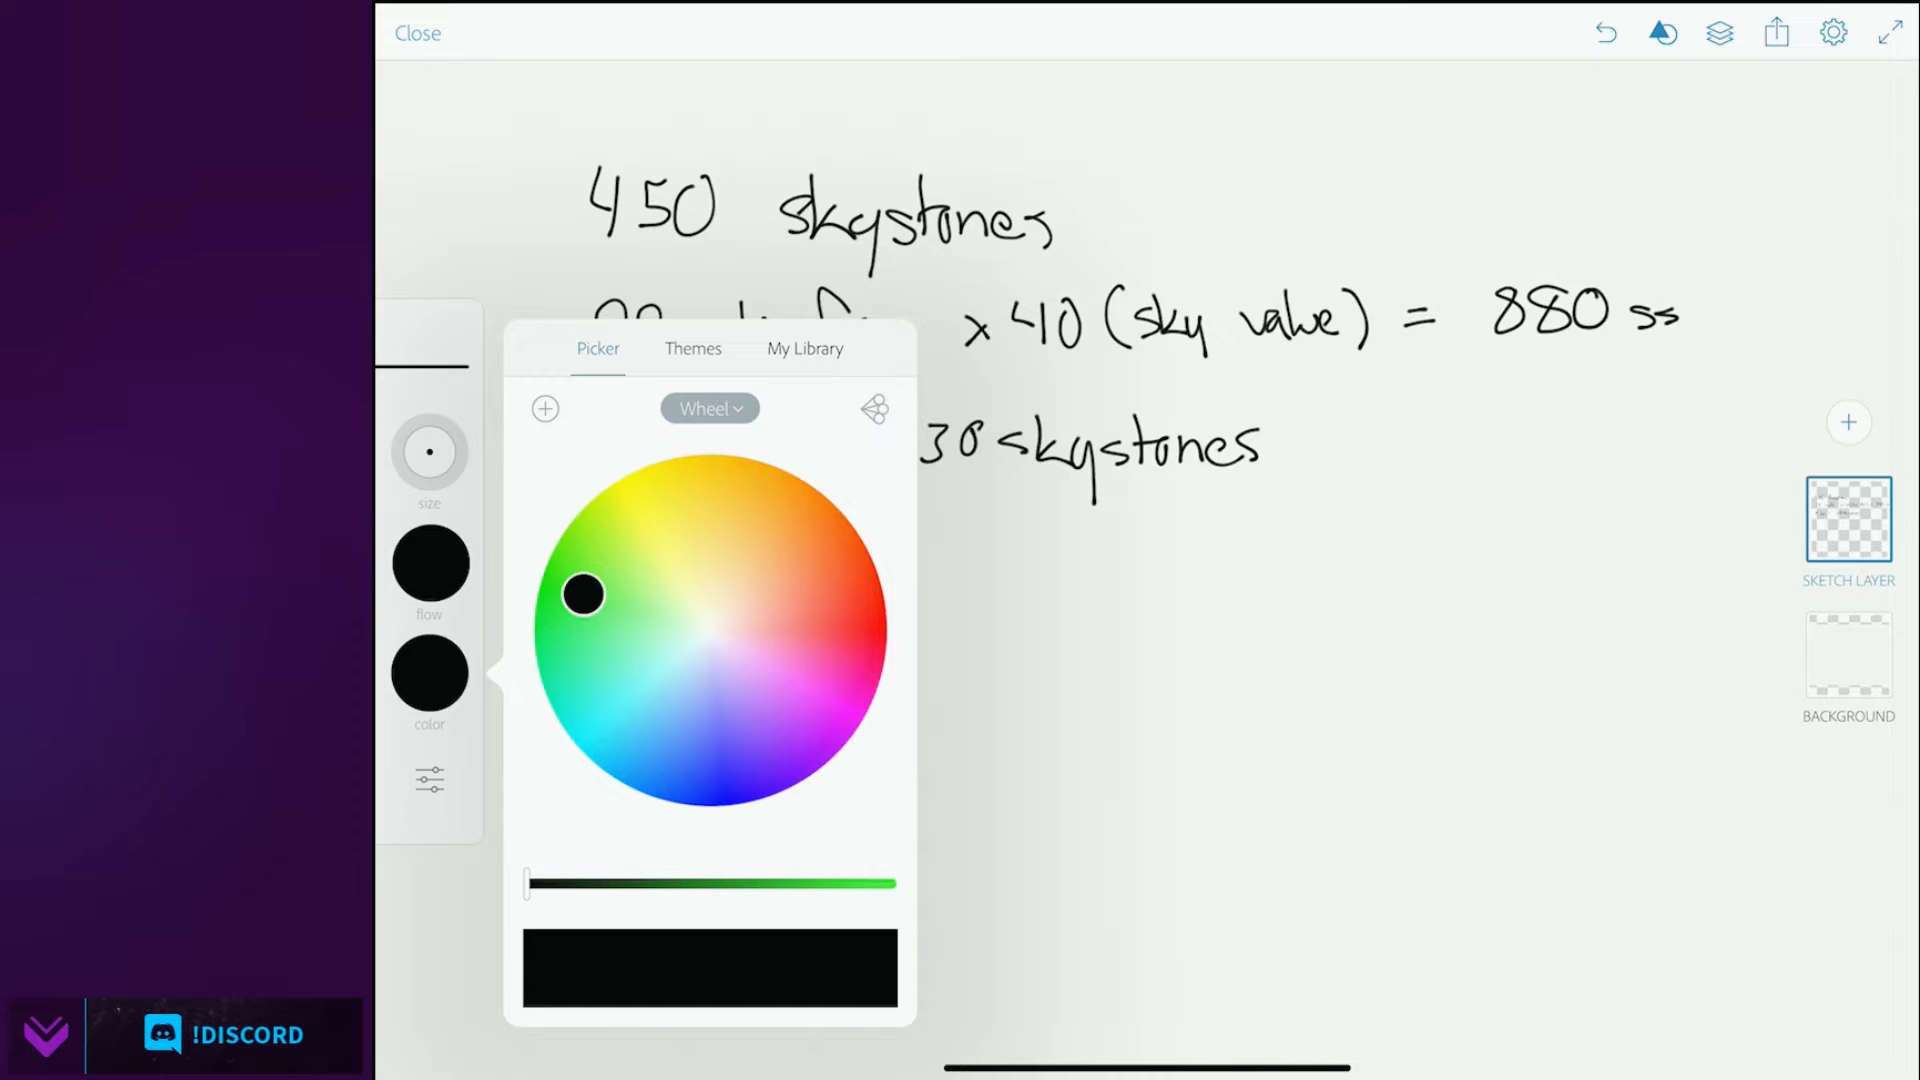 Close
450 skystones
x 40 (sky value) = 880 ss
Picker Themes My Library
Wheel
30 skystones
size
flow
color
SKETCH LAYER
BACKGROUND
!DISCORD